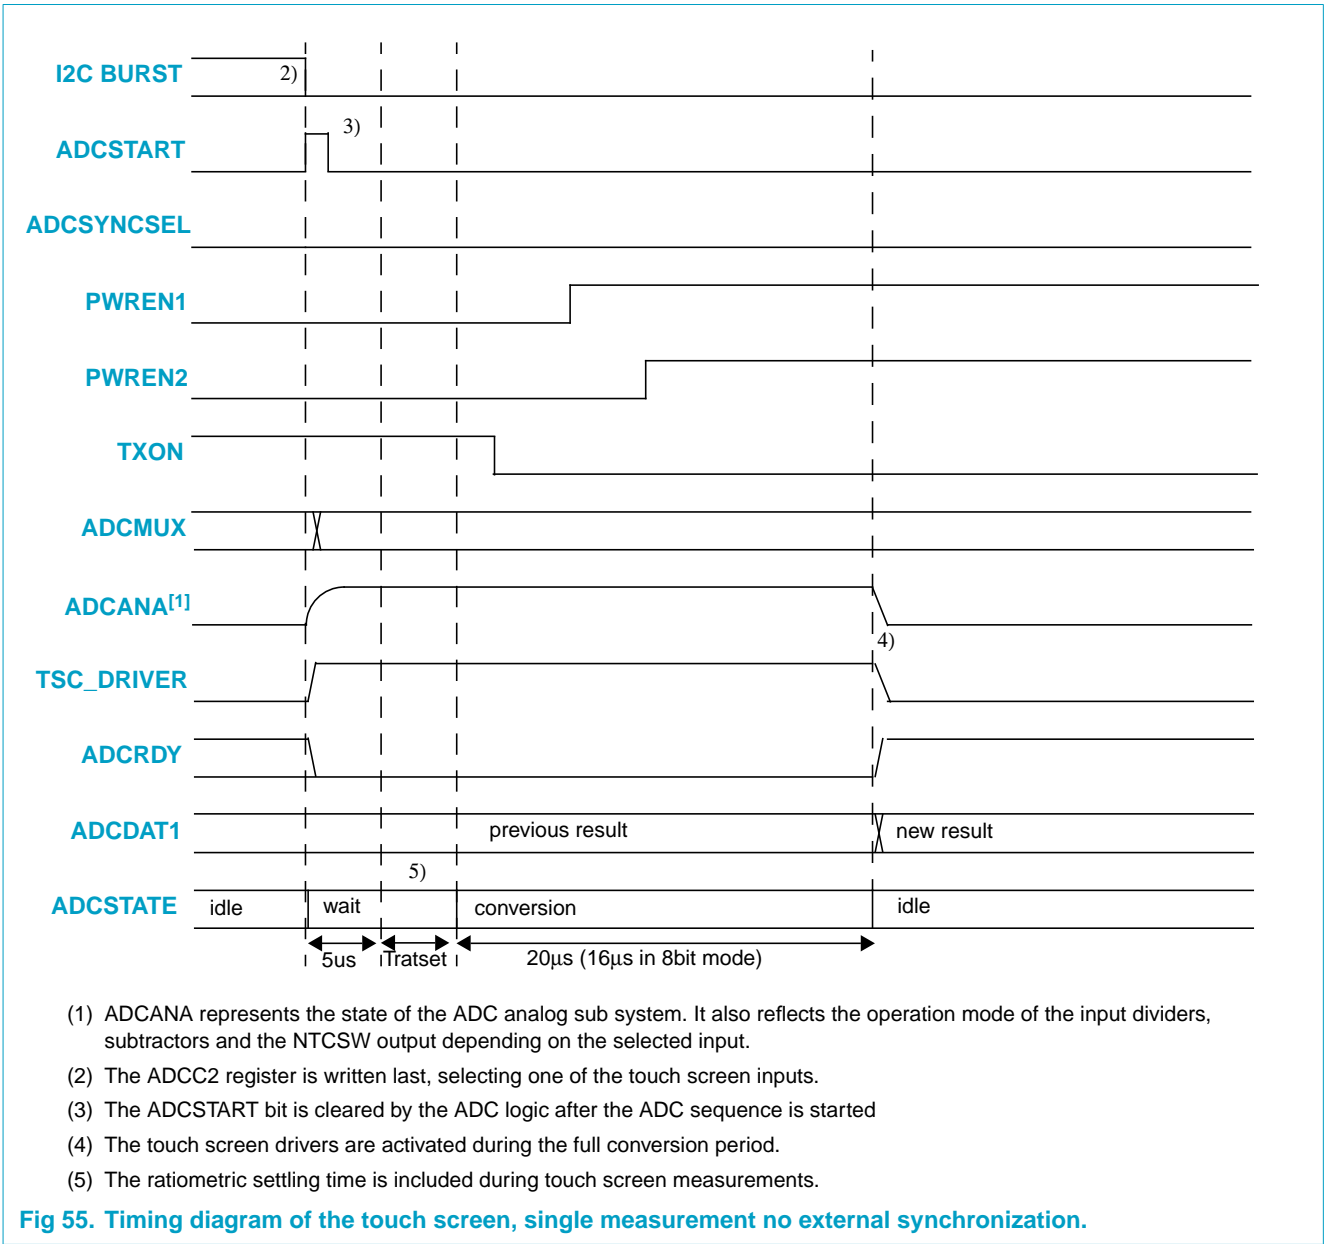 I2C BURST
2)
ADCSTART
3)
ADCSYNCSEL
PWREN1
PWREN2
TXON
ADCMUX
ADCANA[1]
4)
TSC_DRIVER
ADCRDY
ADCDAT1
previous result
new result
5)
ADCSTATE
idle
wait
conversion
idle
5us
Tratset
20μs (16μs in 8bit mode)
(1) ADCANA represents the state of the ADC analog sub system. It also reflects the operation mode of the input dividers,
subtractors and the NTCSW output depending on the selected input.
(2) The ADCC2 register is written last, selecting one of the touch screen inputs.
(3) The ADCSTART bit is cleared by the ADC logic after the ADC sequence is started
(4) The touch screen drivers are activated during the full conversion period.
(5) The ratiometric settling time is included during touch screen measurements.
Fig 55. Timing diagram of the touch screen, single measurement no external synchronization.